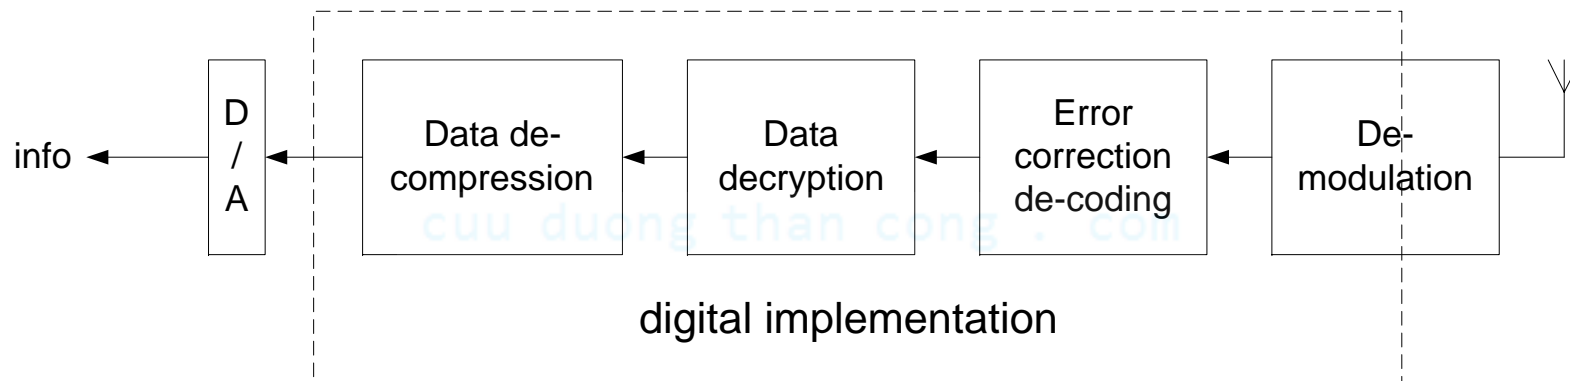 info
D
/
A
Data de-
compression
Data
decryption
Error
correction
de-coding
De-
modulation
cuu duong than cong . com
digital implementation